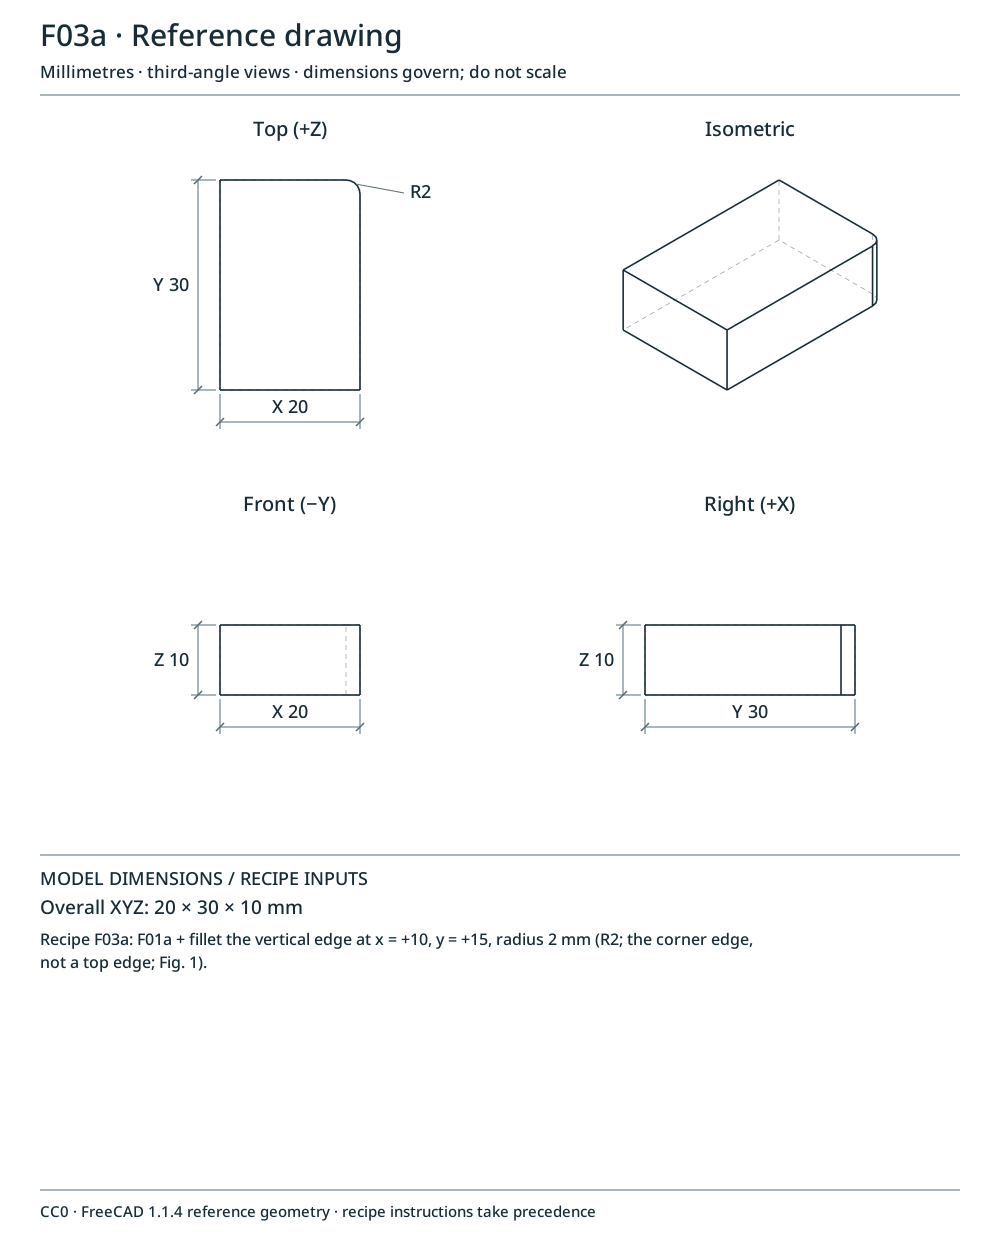 F03a · Reference drawing
Millimetres · third-angle views · dimensions govern; do not scale
Top (+Z)
Isometric
R2
Y 30
X 20
Front (−Y)
Right (+X)
Z 10
X 20
Z 10
Y 30
MODEL DIMENSIONS / RECIPE INPUTS
Overall XYZ: 20 × 30 × 10 mm
Recipe F03a: F01a + fillet the vertical edge at x = +10, y = +15, radius 2 mm (R2; the corner edge,
not a top edge; Fig. 1).
CC0 · FreeCAD 1.1.4 reference geometry · recipe instructions take precedence